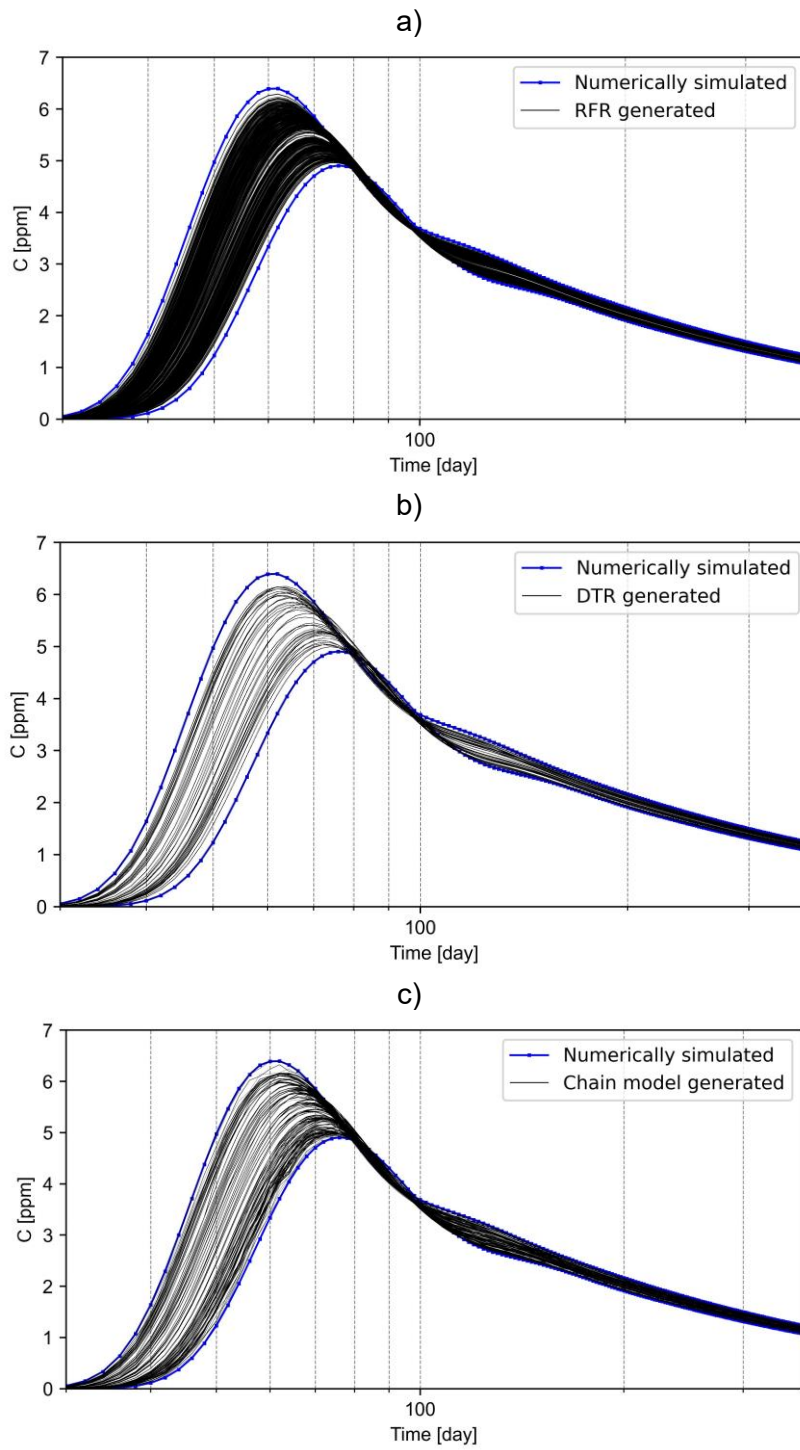 a)
7
6
5
4
3
2
1
0
C [ppm]
Numerically simulated
RFR generated
100
Time [day]
b)
7
6
5
4
3
2
1
0
C [ppm]
Numerically simulated
DTR generated
100
Time [day]
c)
7
6
5
4
3
2
1
0
C [ppm]
Numerically simulated
Chain model generated
100
Time [day]